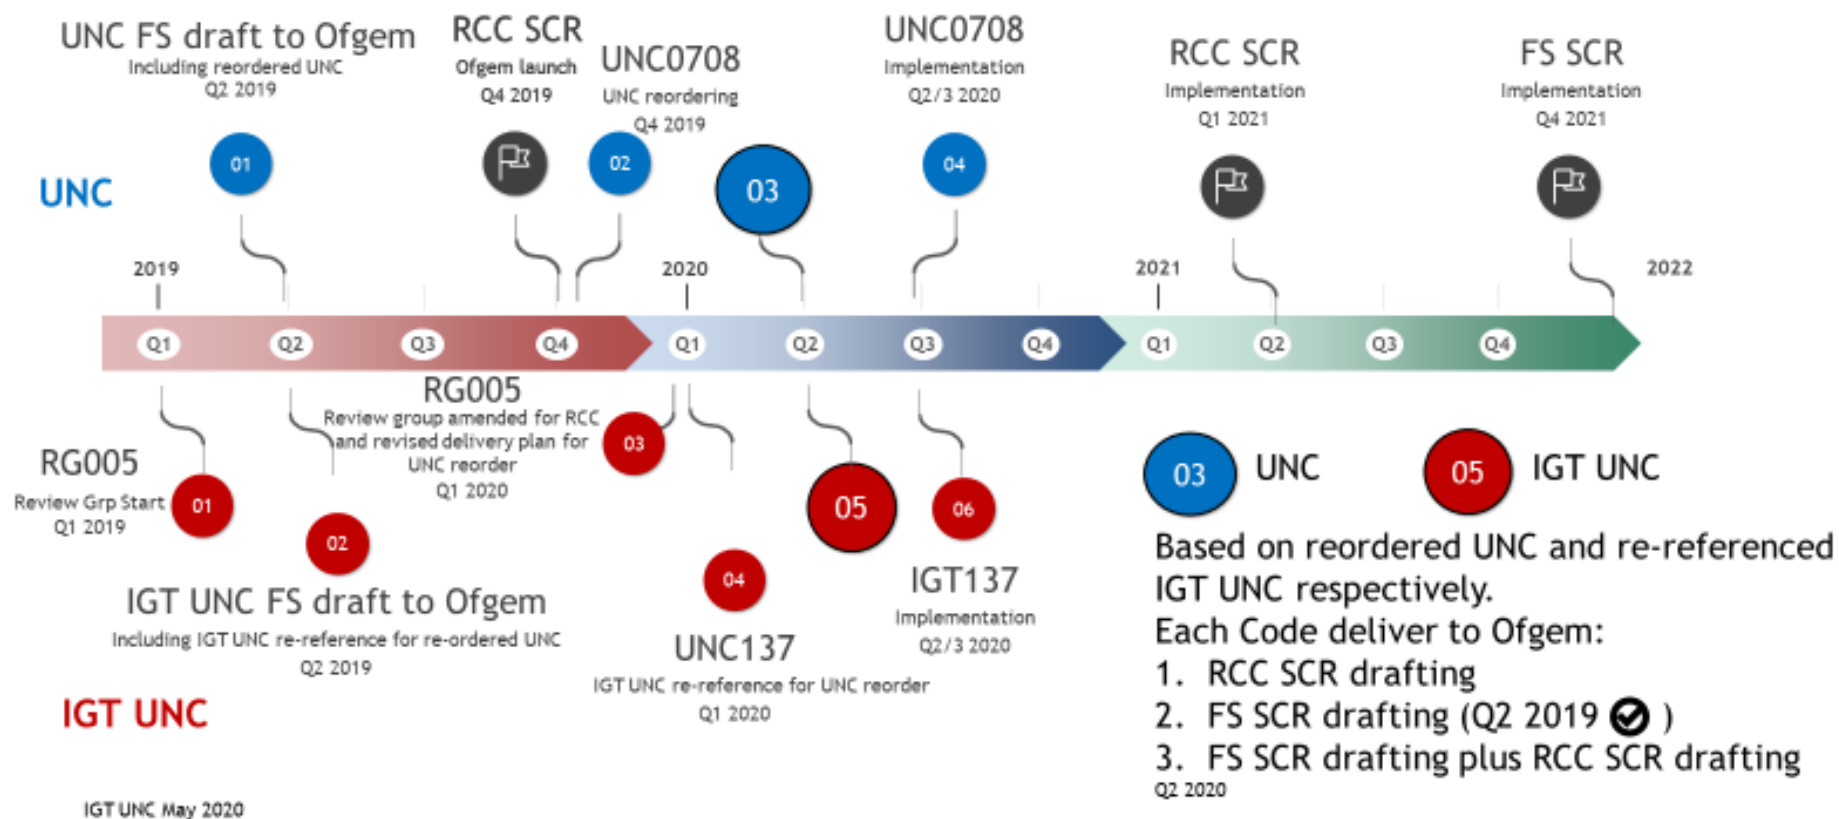 UNC FS draft to Ofgem
Including reordered UNC
Q2 2019
RCC SCR
Ofgem launch
Q4 2019
UNC0708
UNC reordering
Q4 2019
UNC0708
Implementation
Q2/3 2020
RCC SCR
Implementation
Q1 2021
FS SCR
Implementation
Q4 2021
01
02
03
04
UNC
2019
2020
2021
2022
Q1
Q2
Q3
Q4
Q1
Q2
Q3
Q4
Q1
Q2
Q3
Q4
RG005
Review Grp Start
Q1 2019
01
02
IGT UNC FS draft to Ofgem
Including IGT UNC re-reference for re-ordered UNC
Q2 2019
RG005
Review group amended for RCC
and revised delivery plan for
UNC reorder
Q1 2020
03
04
UNC137
IGT UNC re-reference for UNC reorder
Q1 2020
05
06
IGT137
Implementation
Q2/3 2020
IGT UNC
03
UNC
05
IGT UNC
Based on reordered UNC and re-referenced
IGT UNC respectively.
Each Code deliver to Ofgem:
1. RCC SCR drafting
2. FS SCR drafting (Q2 2019 )
3. FS SCR drafting plus RCC SCR drafting
Q2 2020
IGT UNC May 2020